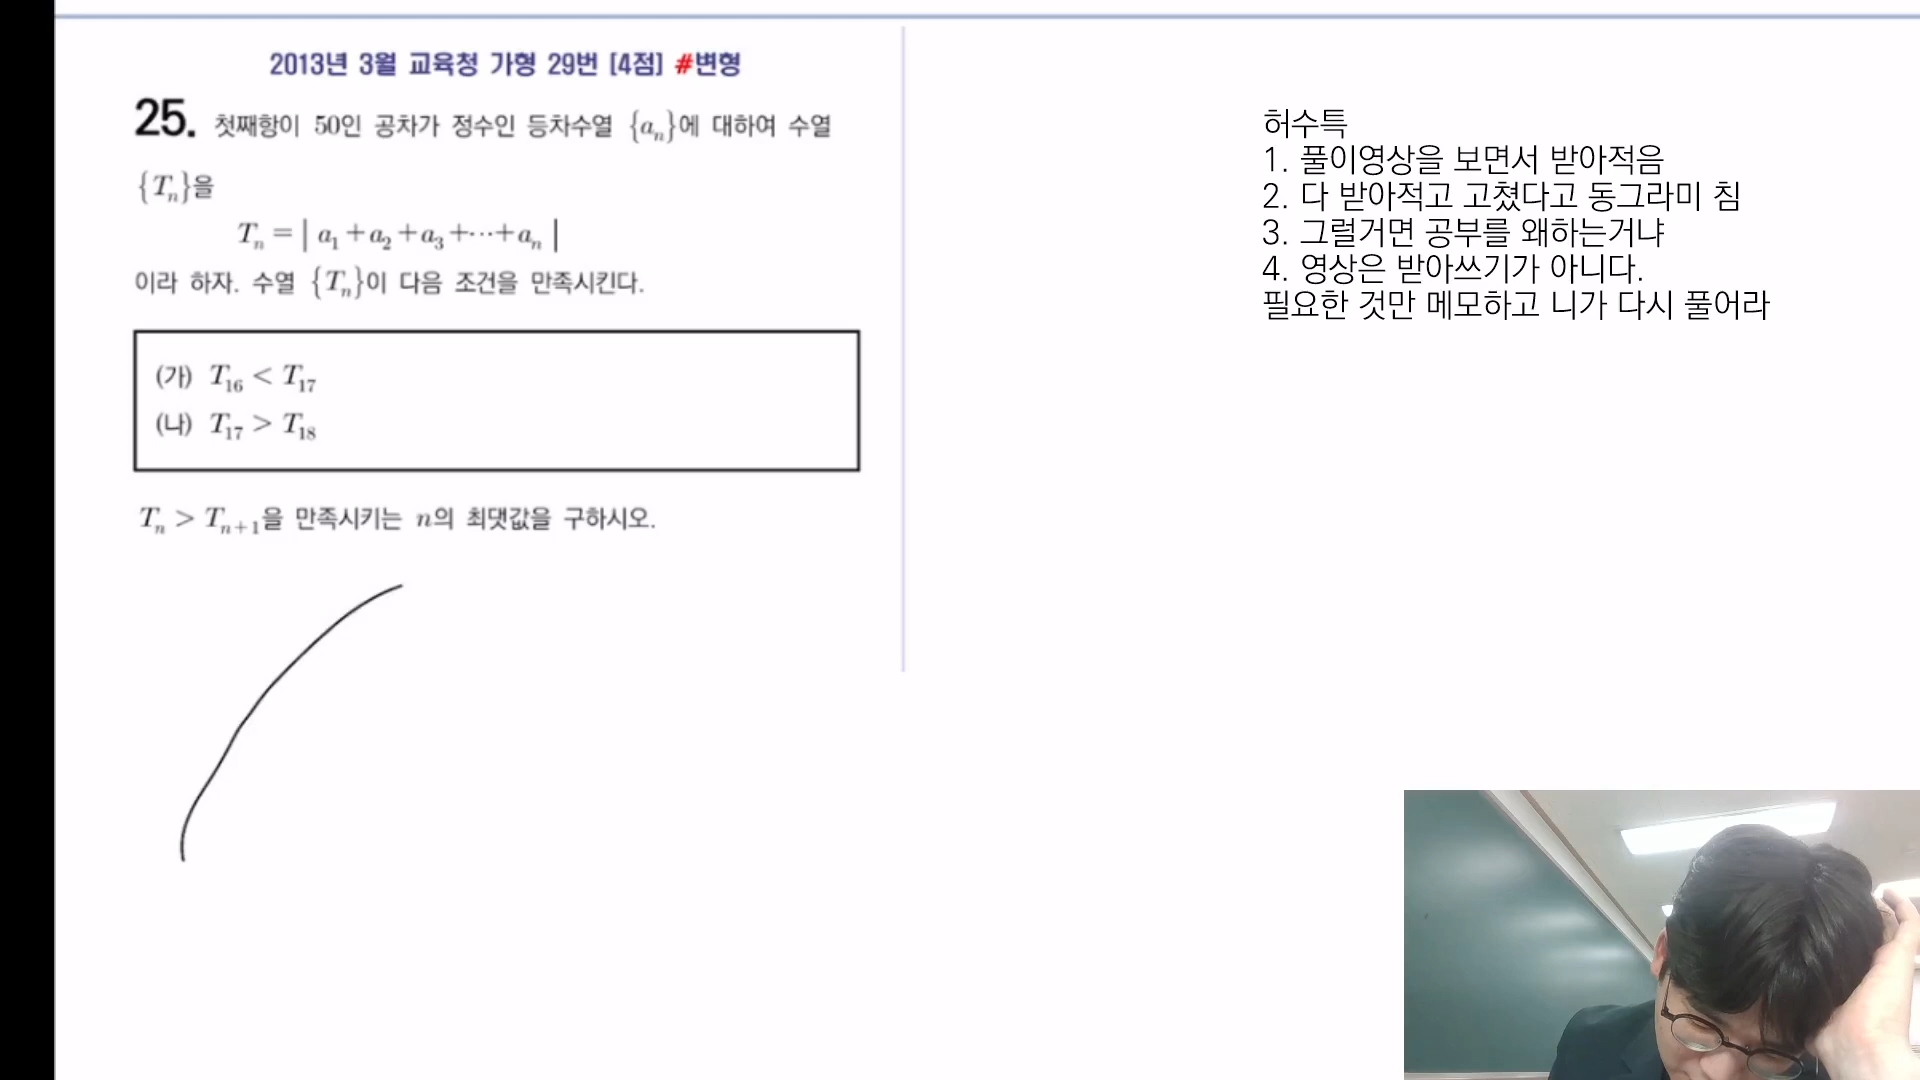 2013년 3월 교육청 가형 29번 [4점] #변형
25. 첫째항이 50인 공차가 정수인 등차수열 {aₙ}에 대하여 수열
{Tₙ}을
Tₙ = | a₁ + a₂ + a₃ + ⋯ + aₙ |
이라 하자. 수열 {Tₙ}이 다음 조건을 만족시킨다.
(가) T₁₆ < T₁₇
(나) T₁₇ > T₁₈
Tₙ > Tₙ₊₁을 만족시키는 n의 최댓값을 구하시오.
허수특
1. 풀이영상을 보면서 받아적음
2. 다 받아적고 고쳤다고 동그라미 침
3. 그럴거면 공부를 왜하는거냐
4. 영상은 받아쓰기가 아니다.
필요한 것만 메모하고 니가 다시 풀어라